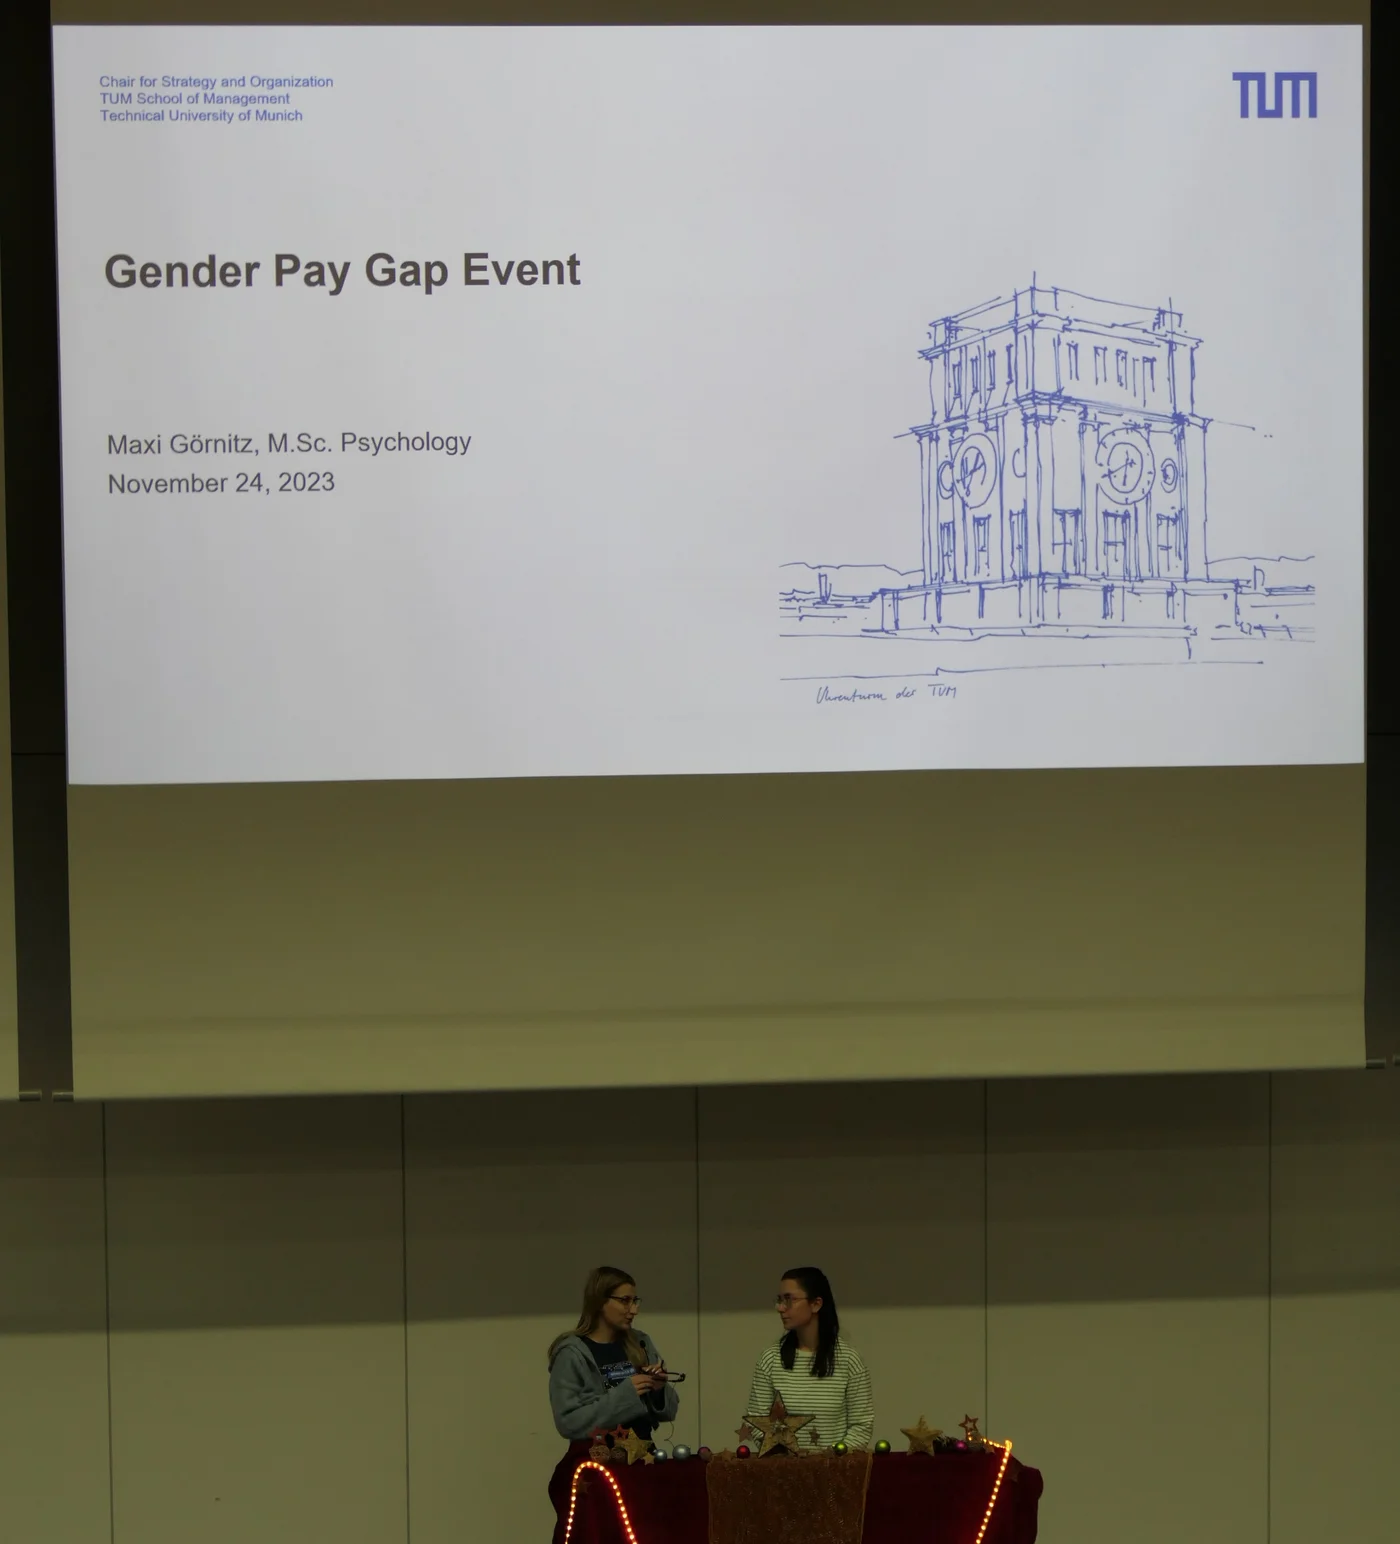 Chair for Strategy and Organization
TUM School of Management
Technical University of Munich
TUM
Gender Pay Gap Event
Maxi Görnitz, M.Sc. Psychology
November 24, 2023
Uhrenturm der TUM